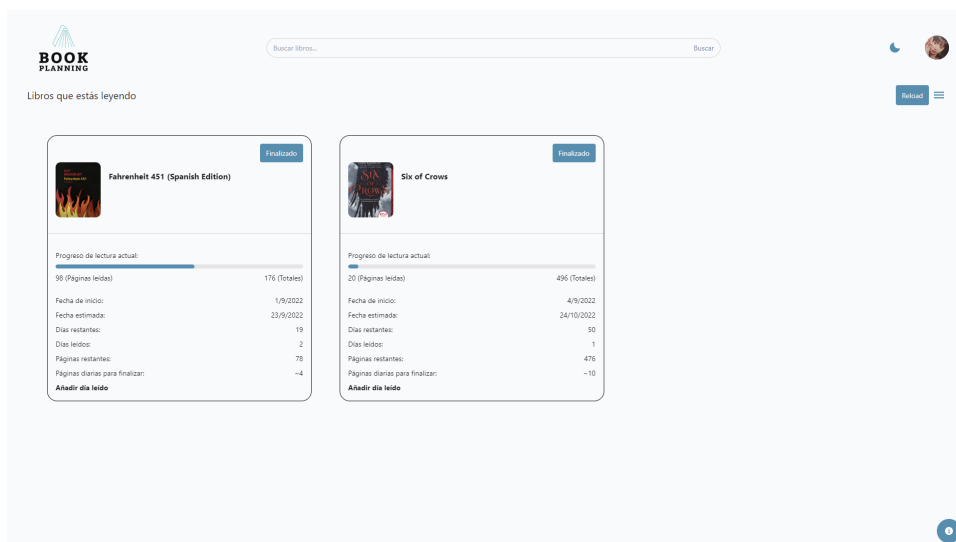 BOOK
PLANNING
Buscar libros...
Buscar
Libros que estás leyendo
Reload
Finalizado
Fahrenheit 451 (Spanish Edition)
Progreso de lectura actual:
98 (Páginas leídas) 176 (Totales)
Fecha de inicio: 1/9/2022
Fecha estimada: 23/9/2022
Días restantes: 19
Días leídos: 2
Páginas restantes: 78
Páginas diarias para finalizar: ~4
Añadir día leído
Finalizado
SIX
OF
CROWS
Six of Crows
Progreso de lectura actual:
20 (Páginas leídas) 496 (Totales)
Fecha de inicio: 4/9/2022
Fecha estimada: 24/10/2022
Días restantes: 50
Días leídos: 1
Páginas restantes: 476
Páginas diarias para finalizar: ~10
Añadir día leído